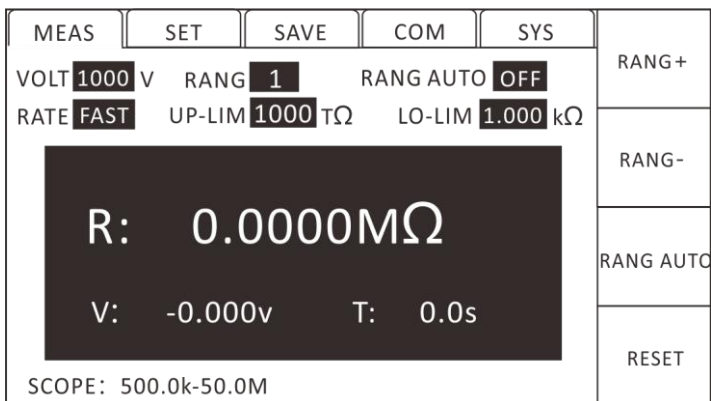 MEAS SET SAVE COM SYS
VOLT 1000 V RANG 1 RANG AUTO OFF
RATE FAST UP-LIM 1000 TΩ LO-LIM 1.000 kΩ
R: 0.0000MΩ
V: -0.000v T: 0.0s
SCOPE: 500.0k-50.0M
RANG+
RANG-
RANG AUTO
RESET